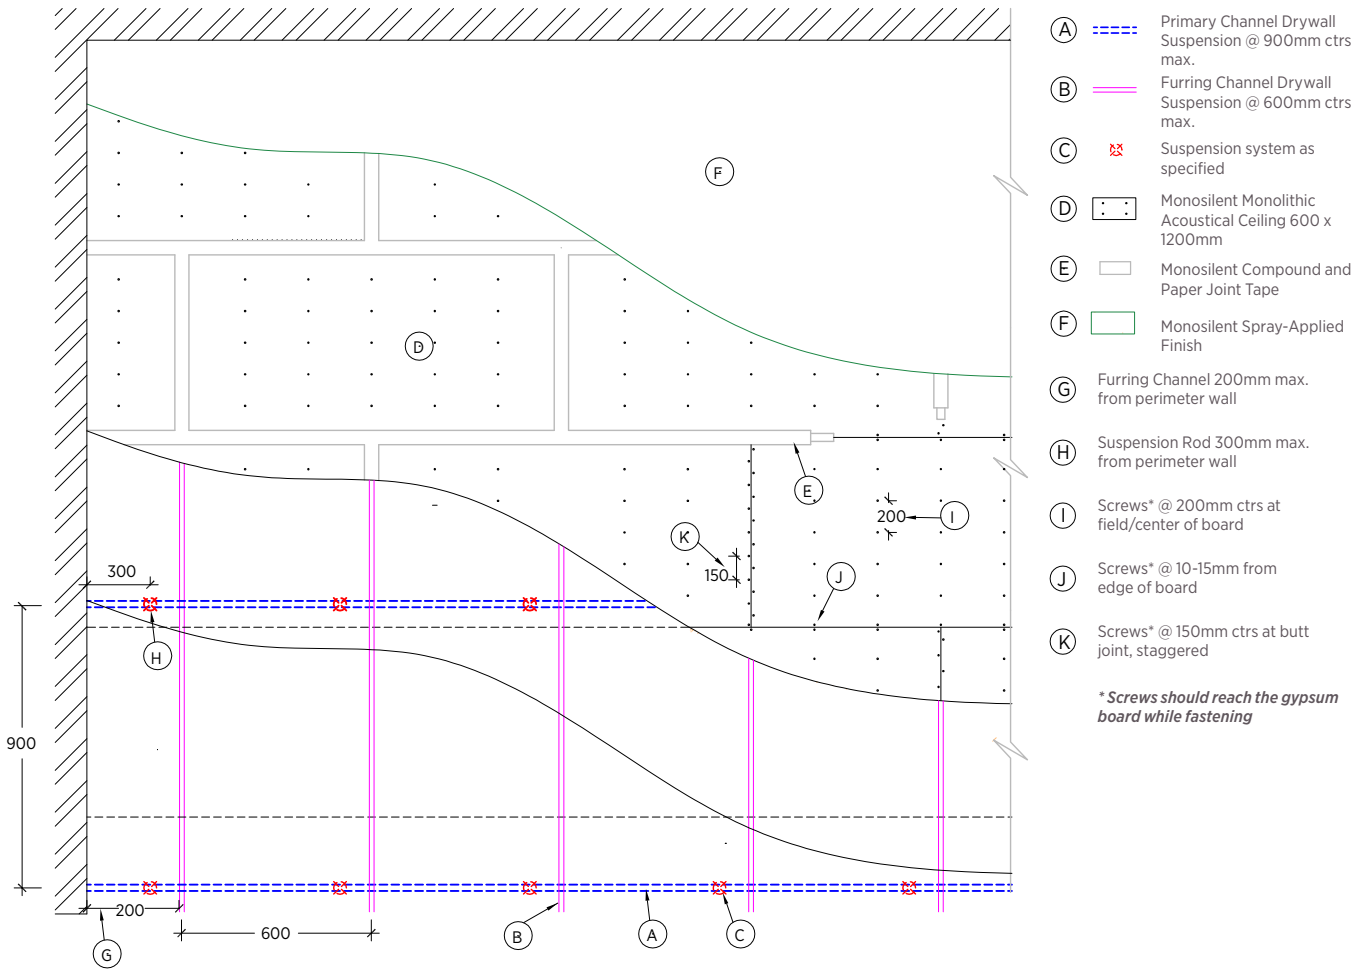 A
Primary Channel Drywall
Suspension @ 900mm ctrs
max.
B
Furring Channel Drywall
Suspension @ 600mm ctrs
max.
C
Suspension system as
specified
D
Monosilent Monolithic
Acoustical Ceiling 600 x
1200mm
E
Monosilent Compound and
Paper Joint Tape
F
Monosilent Spray-Applied
Finish
G
Furring Channel 200mm max.
from perimeter wall
H
Suspension Rod 300mm max.
from perimeter wall
I
Screws* @ 200mm ctrs at
field/center of board
J
Screws* @ 10-15mm from
edge of board
K
Screws* @ 150mm ctrs at butt
joint, staggered
* Screws should reach the gypsum
board while fastening
F
D
E
200
I
K
150
J
300
H
900
200
G
600
B
A
C